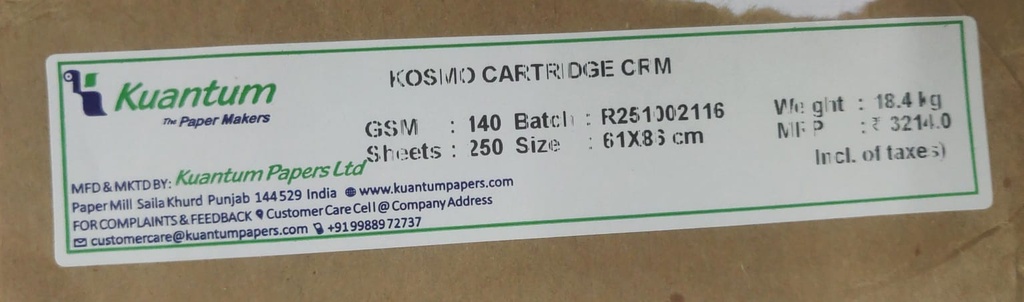 Kuantum
The Paper Makers
KOSMO CARTRIDGE CRM
GSM : 140 Batch : R251002116
Sheets : 250 Size : 61X86 cm
Weight : 18.4 kg
MRP : ₹ 3214.0
Incl. of taxes)
MFD & MKTD BY: Kuantum Papers Ltd
Paper Mill Saila Khurd Punjab 144529 India www.kuantumpapers.com
FOR COMPLAINTS & FEEDBACK Customer Care Cell @ Company Address
customercare@kuantumpapers.com +919988972737